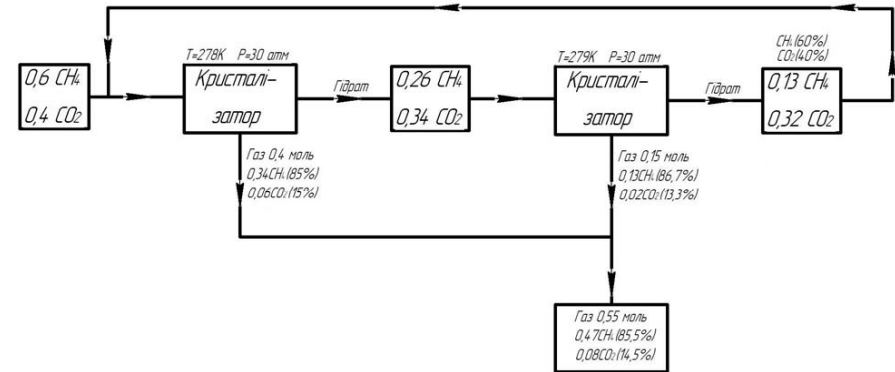 0,6 CH₄
0,4 CO₂
T=278K P=30 атм
Кристалі-
затор
Гідрат
Газ 0,4 моль
0,34CH₄(85%)
0,06CO₂(15%)
0,26 CH₄
0,34 CO₂
T=279K P=30 атм
Кристалі-
затор
Гідрат
Газ 0,15 моль
0,13CH₄(86,7%)
0,02CO₂(13,3%)
CH₄(60%)
CO₂(40%)
0,13 CH₄
0,32 CO₂
Газ 0,55 моль
0,47CH₄(85,5%)
0,08CO₂(14,5%)